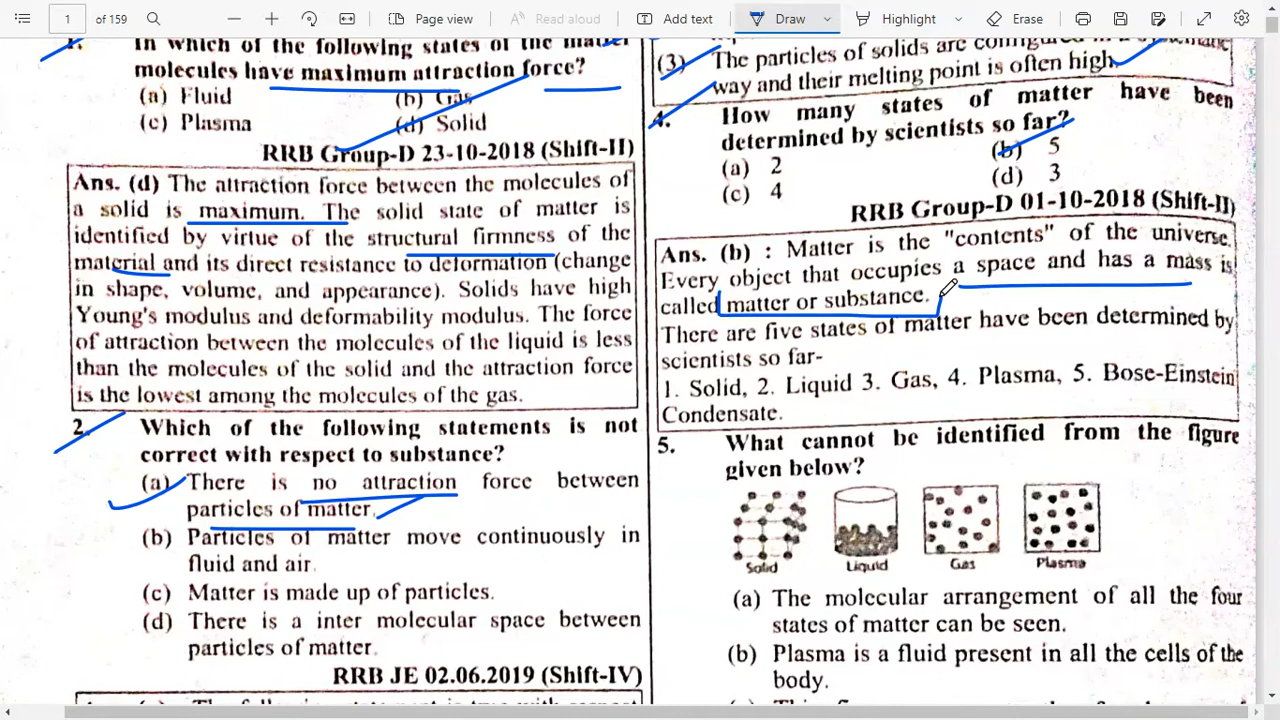 1 of 159 Page view Read aloud Add text Draw Highlight Erase
1. In which of the following states of the matter
molecules have maximum attraction force?
(a) Fluid (b) Gas
(c) Plasma (d) Solid
RRB Group-D 23-10-2018 (Shift-II)
Ans. (d) The attraction force between the molecules of
a solid is maximum. The solid state of matter is
identified by virtue of the structural firmness of the
material and its direct resistance to deformation (change
in shape, volume, and appearance). Solids have high
Young's modulus and deformability modulus. The force
of attraction between the molecules of the liquid is less
than the molecules of the solid and the attraction force
is the lowest among the molecules of the gas.
2. Which of the following statements is not
correct with respect to substance?
(a) There is no attraction force between
particles of matter.
(b) Particles of matter move continuously in
fluid and air.
(c) Matter is made up of particles.
(d) There is a inter molecular space between
particles of matter.
RRB JE 02.06.2019 (Shift-IV)
(3) The particles of solids are configured in a systematic
way and their melting point is often high.
4. How many states of matter have been
determined by scientists so far?
(a) 2 (b) 5
(c) 4 (d) 3
RRB Group-D 01-10-2018 (Shift-II)
Ans. (b) : Matter is the "contents" of the universe.
Every object that occupies a space and has a mass is
called matter or substance.
There are five states of matter have been determined by
scientists so far-
1. Solid, 2. Liquid 3. Gas, 4. Plasma, 5. Bose-Einstein
Condensate.
5. What cannot be identified from the figure
given below?
Solid Liquid Gas Plasma
(a) The molecular arrangement of all the four
states of matter can be seen.
(b) Plasma is a fluid present in all the cells of the
body.